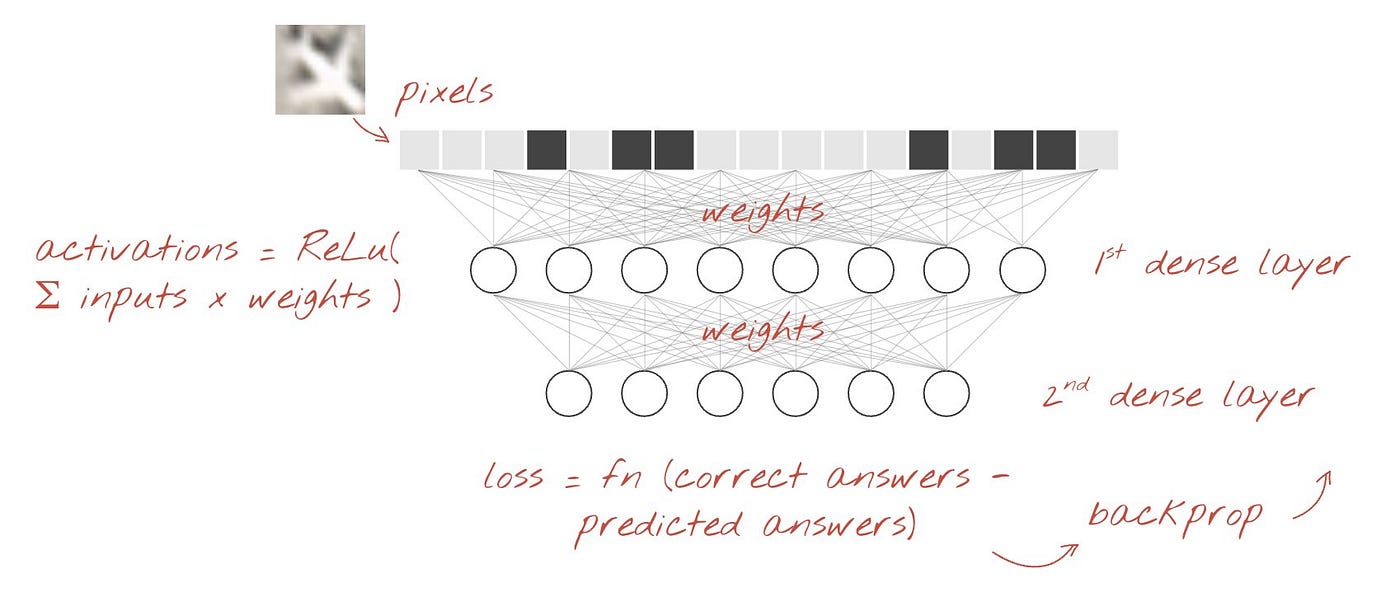 pixels
weights
activations = ReLu(
Σ inputs x weights )
1st dense layer
weights
2nd dense layer
loss = fn (correct answers -
predicted answers)
backprop